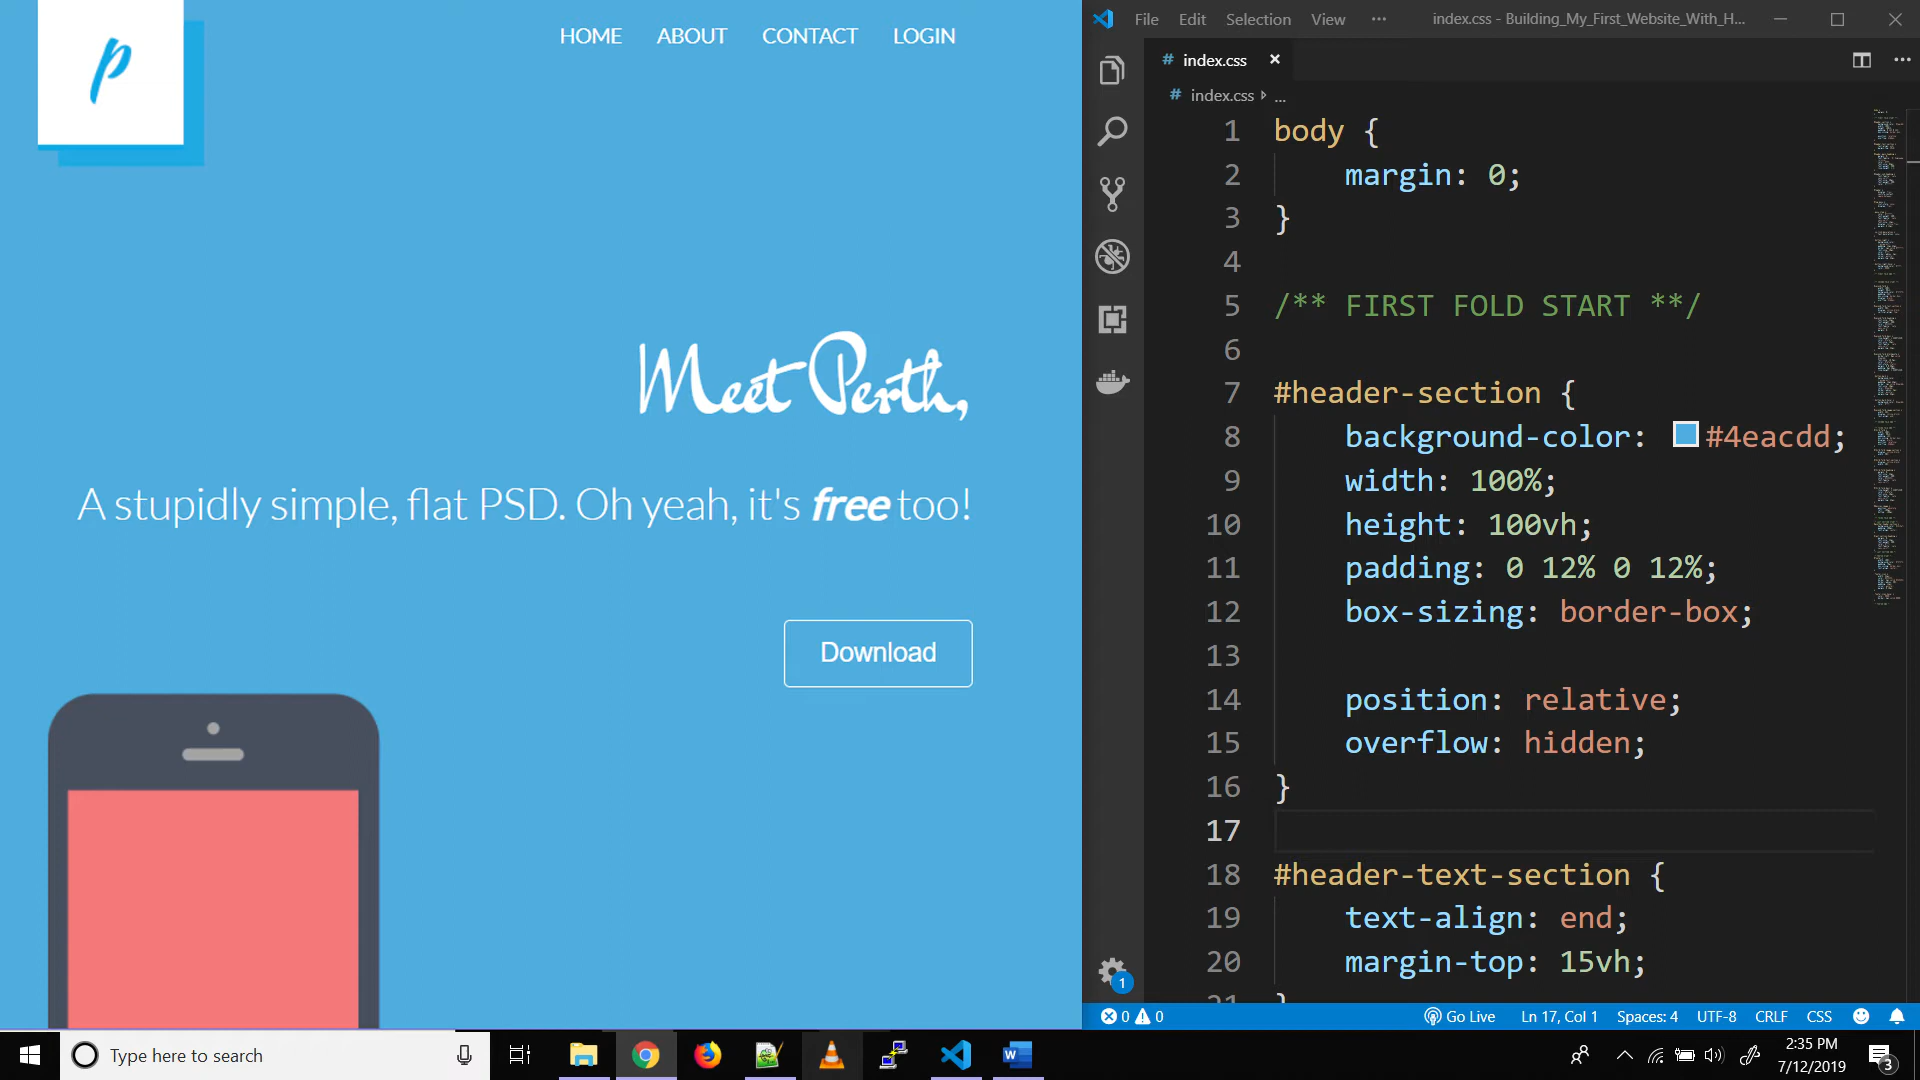 p
HOME ABOUT CONTACT LOGIN
Meet Perth,
A stupidly simple, flat PSD. Oh yeah, it's free too!
Download
File Edit Selection View ··· index.css - Building_My_First_Website_With_H...
# index.css ×
# index.css ...
1 body {
2 margin: 0;
3 }
4
5 /** FIRST FOLD START **/
6
7 #header-section {
8 background-color: #4eacdd;
9 width: 100%;
10 height: 100vh;
11 padding: 0 12% 0 12%;
12 box-sizing: border-box;
13
14 position: relative;
15 overflow: hidden;
16 }
17
18 #header-text-section {
19 text-align: end;
20 margin-top: 15vh;
21 }
1
0 0 Go Live Ln 17, Col 1 Spaces: 4 UTF-8 CRLF CSS
Type here to search
2:35 PM
7/12/2019
3